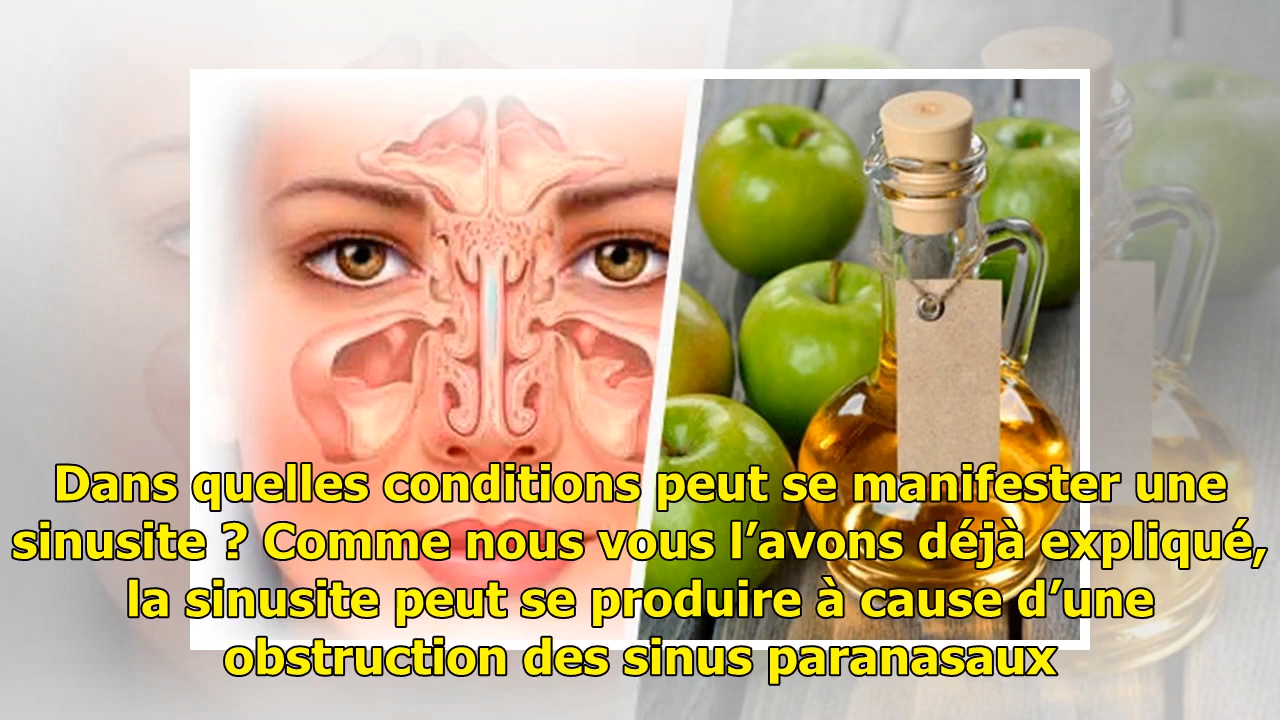 Dans quelles conditions peut se manifester une
sinusite ? Comme nous vous l’avons déjà expliqué,
la sinusite peut se produire à cause d’une
obstruction des sinus paranasaux